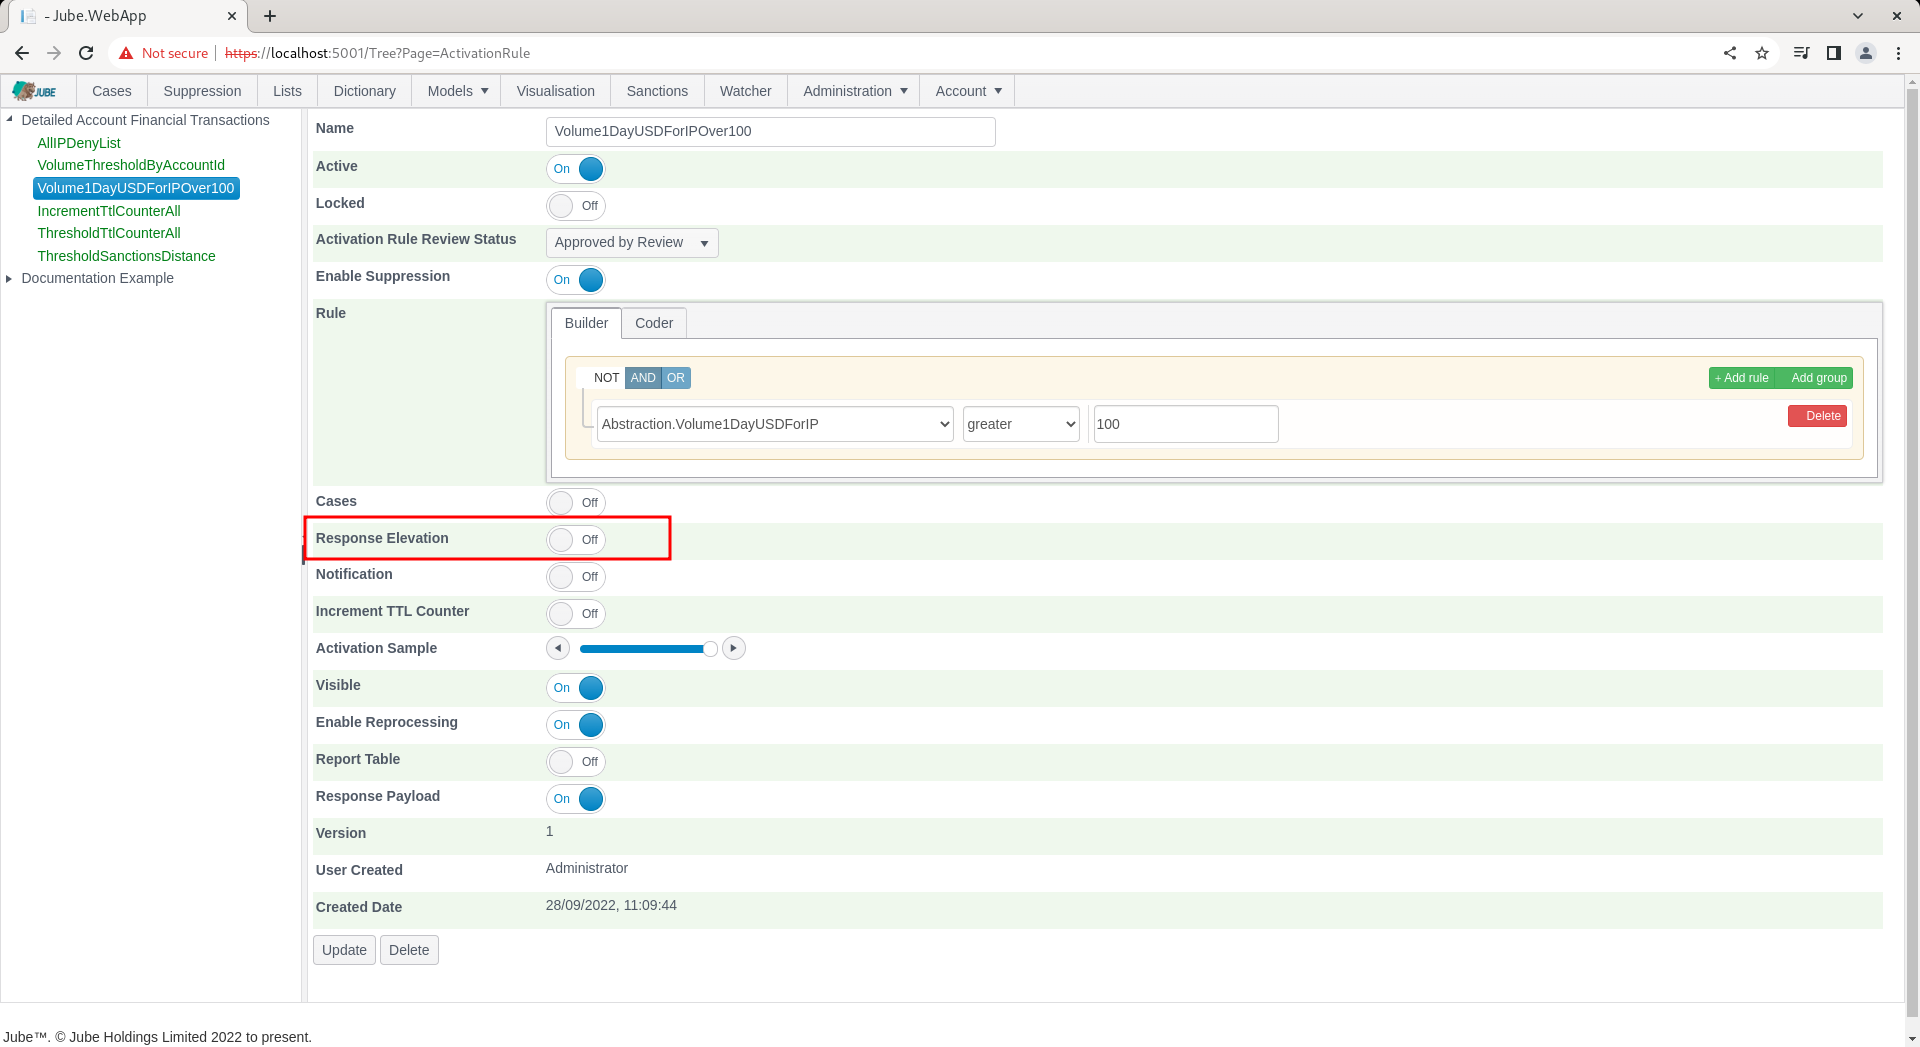 - Jube.WebApp
Not secure https://localhost:5001/Tree?Page=ActivationRule
JUBE Cases Suppression Lists Dictionary Models Visualisation Sanctions Watcher Administration Account
Detailed Account Financial Transactions
AllIPDenyList
VolumeThresholdByAccountId
Volume1DayUSDForIPOver100
IncrementTtlCounterAll
ThresholdTtlCounterAll
ThresholdSanctionsDistance
Documentation Example
Name Volume1DayUSDForIPOver100
Active On
Locked Off
Activation Rule Review Status Approved by Review
Enable Suppression On
Rule
Builder Coder
NOT AND OR + Add rule Add group
Abstraction.Volume1DayUSDForIP greater 100 Delete
Cases Off
Response Elevation Off
Notification Off
Increment TTL Counter Off
Activation Sample
Visible On
Enable Reprocessing On
Report Table Off
Response Payload On
Version 1
User Created Administrator
Created Date 28/09/2022, 11:09:44
Update Delete
Jube™. © Jube Holdings Limited 2022 to present.